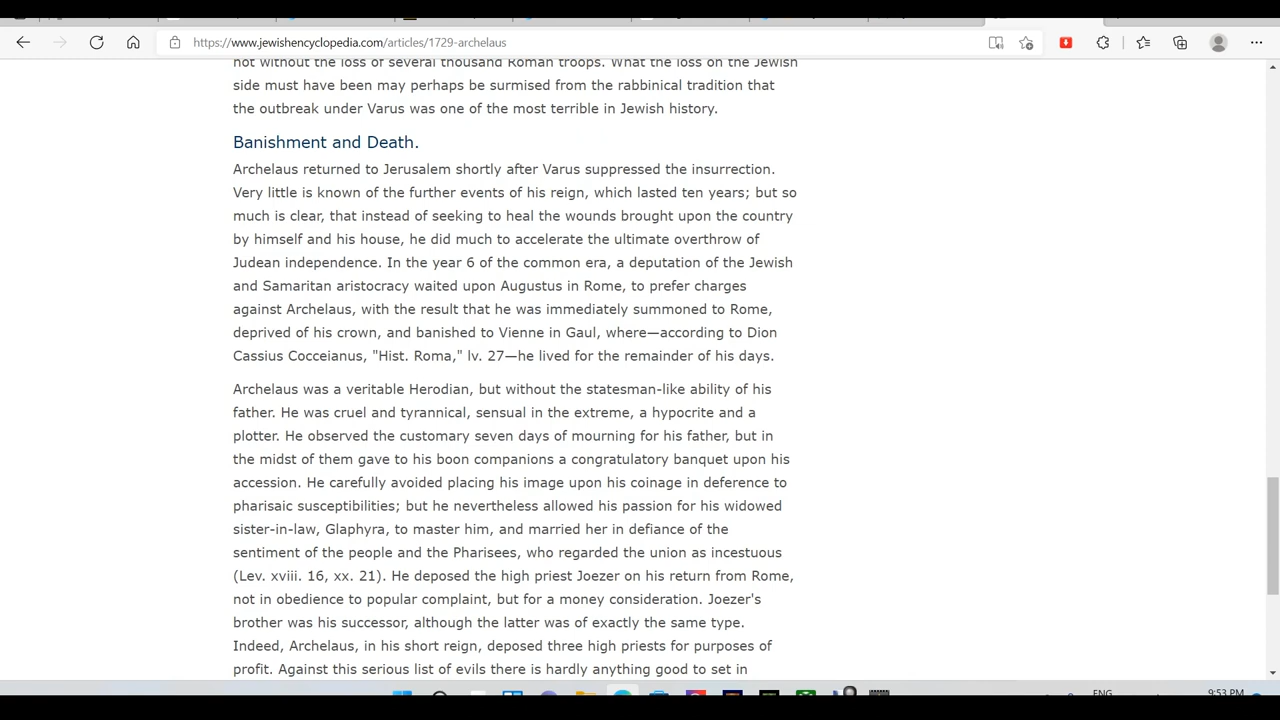 https://www.jewishencyclopedia.com/articles/1729-archelaus
not without the loss of several thousand Roman troops. What the loss on the Jewish
side must have been may perhaps be surmised from the rabbinical tradition that
the outbreak under Varus was one of the most terrible in Jewish history.
Banishment and Death.
Archelaus returned to Jerusalem shortly after Varus suppressed the insurrection.
Very little is known of the further events of his reign, which lasted ten years; but so
much is clear, that instead of seeking to heal the wounds brought upon the country
by himself and his house, he did much to accelerate the ultimate overthrow of
Judean independence. In the year 6 of the common era, a deputation of the Jewish
and Samaritan aristocracy waited upon Augustus in Rome, to prefer charges
against Archelaus, with the result that he was immediately summoned to Rome,
deprived of his crown, and banished to Vienne in Gaul, where—according to Dion
Cassius Cocceianus, "Hist. Roma," lv. 27—he lived for the remainder of his days.
Archelaus was a veritable Herodian, but without the statesman-like ability of his
father. He was cruel and tyrannical, sensual in the extreme, a hypocrite and a
plotter. He observed the customary seven days of mourning for his father, but in
the midst of them gave to his boon companions a congratulatory banquet upon his
accession. He carefully avoided placing his image upon his coinage in deference to
pharisaic susceptibilities; but he nevertheless allowed his passion for his widowed
sister-in-law, Glaphyra, to master him, and married her in defiance of the
sentiment of the people and the Pharisees, who regarded the union as incestuous
(Lev. xviii. 16, xx. 21). He deposed the high priest Joezer on his return from Rome,
not in obedience to popular complaint, but for a money consideration. Joezer's
brother was his successor, although the latter was of exactly the same type.
Indeed, Archelaus, in his short reign, deposed three high priests for purposes of
profit. Against this serious list of evils there is hardly anything good to set in
ENG
9:53 PM